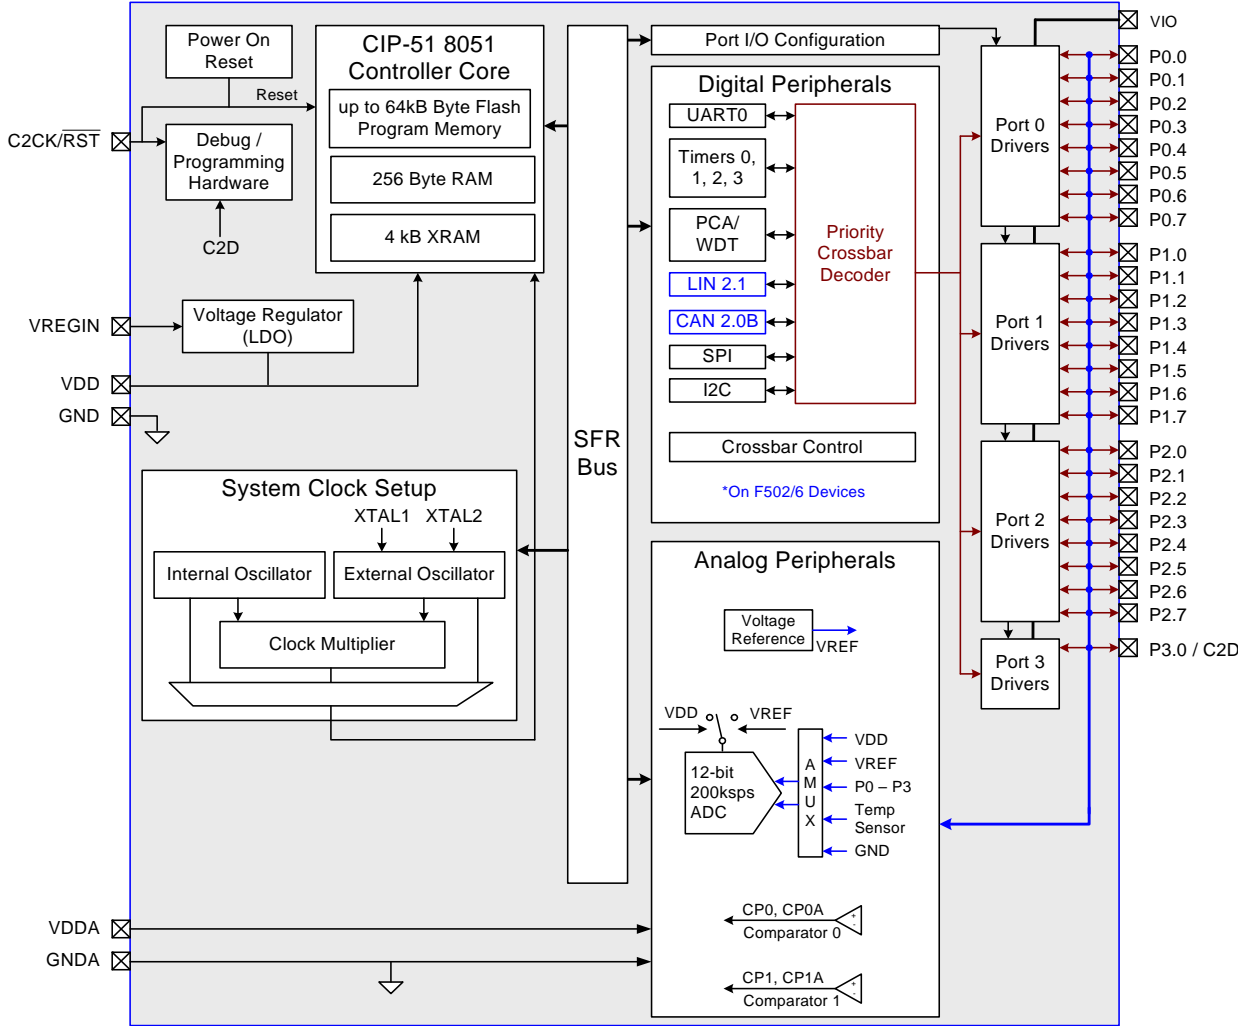 Power On
Reset
Reset
C2CK/RST
Debug /
Programming
Hardware
C2D
CIP-51 8051
Controller Core
up to 64kB Byte Flash
Program Memory
256 Byte RAM
4 kB XRAM
VREGIN
Voltage Regulator
(LDO)
VDD
GND
System Clock Setup
XTAL1 XTAL2
Internal Oscillator
External Oscillator
Clock Multiplier
VDDA
GNDA
SFR
Bus
Port I/O Configuration
Digital Peripherals
UART0
Timers 0,
1, 2, 3
PCA/
WDT
LIN 2.1
CAN 2.0B
SPI
I2C
Priority
Crossbar
Decoder
Crossbar Control
*On F502/6 Devices
Analog Peripherals
Voltage
Reference
VREF
VDD
VREF
12-bit
200ksps
ADC
A
M
U
X
VDD
VREF
P0 – P3
Temp
Sensor
GND
CP0, CP0A
Comparator 0
+
-
CP1, CP1A
Comparator 1
+
-
Port 0
Drivers
Port 1
Drivers
Port 2
Drivers
Port 3
Drivers
VIO
P0.0
P0.1
P0.2
P0.3
P0.4
P0.5
P0.6
P0.7
P1.0
P1.1
P1.2
P1.3
P1.4
P1.5
P1.6
P1.7
P2.0
P2.1
P2.2
P2.3
P2.4
P2.5
P2.6
P2.7
P3.0 / C2D